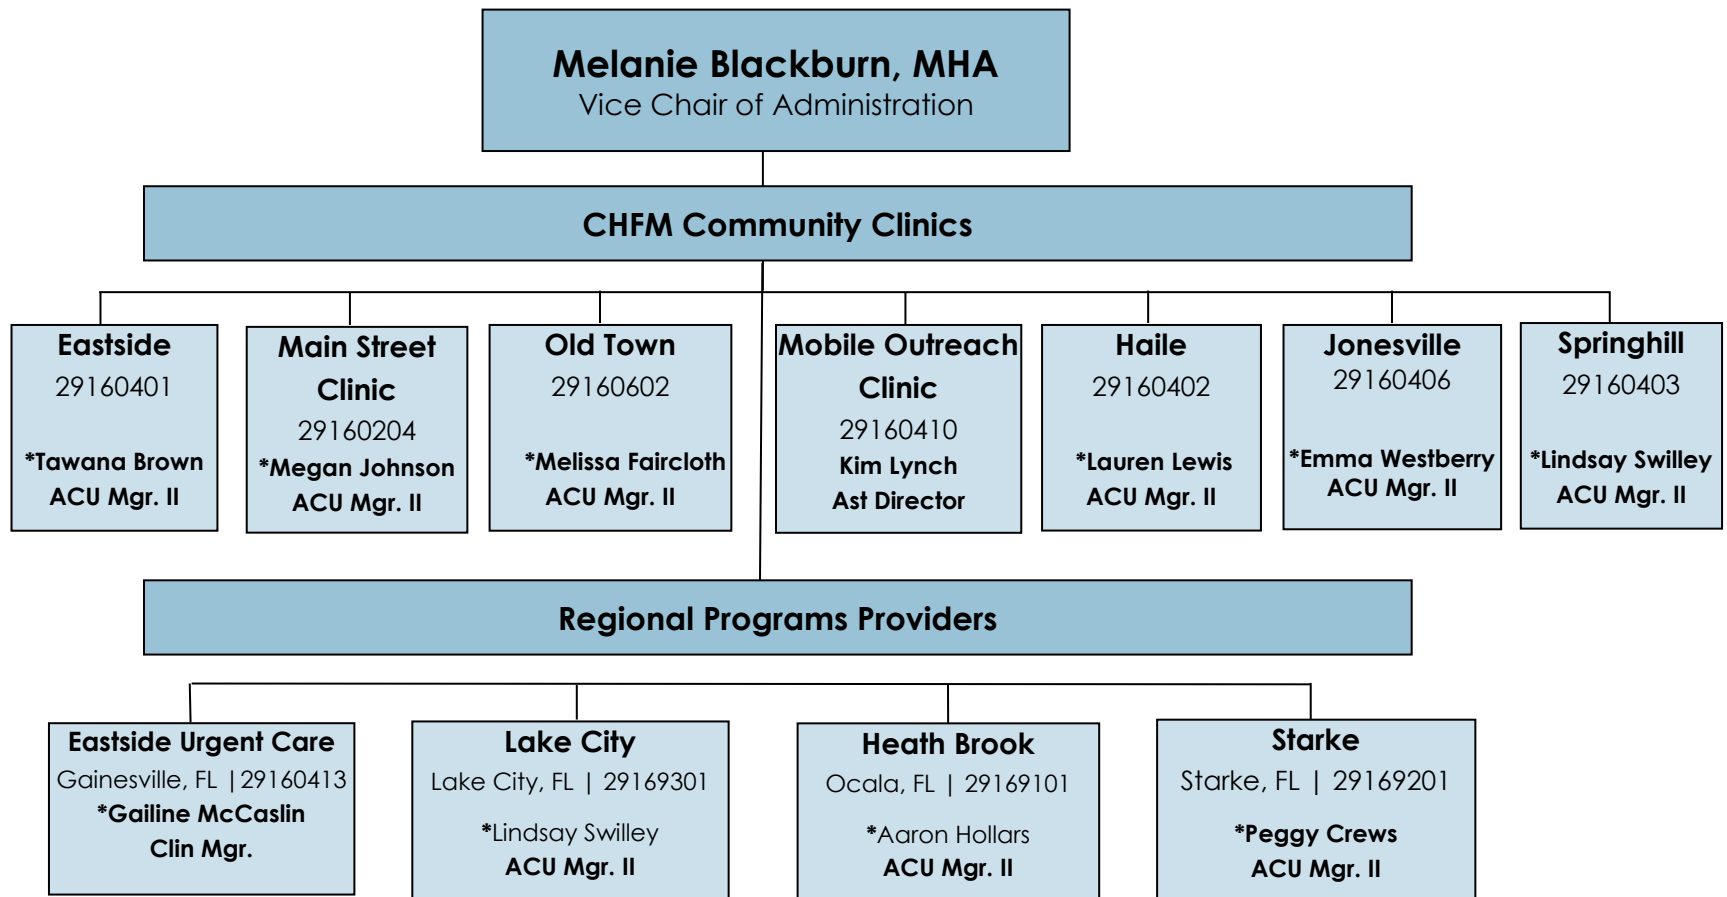 Melanie Blackburn, MHA
Vice Chair of Administration
CHFM Community Clinics
Eastside
29160401
*Tawana Brown
ACU Mgr. II
Main Street
Clinic
29160204
*Megan Johnson
ACU Mgr. II
Old Town
29160602
*Melissa Faircloth
ACU Mgr. II
Mobile Outreach
Clinic
29160410
Kim Lynch
Ast Director
Haile
29160402
*Lauren Lewis
ACU Mgr. II
Jonesville
29160406
*Emma Westberry
ACU Mgr. II
Springhill
29160403
*Lindsay Swilley
ACU Mgr. II
Regional Programs Providers
Eastside Urgent Care
Gainesville, FL |29160413
*Gailine McCaslin
Clin Mgr.
Lake City
Lake City, FL | 29169301
*Lindsay Swilley
ACU Mgr. II
Heath Brook
Ocala, FL | 29169101
*Aaron Hollars
ACU Mgr. II
Starke
Starke, FL | 29169201
*Peggy Crews
ACU Mgr. II